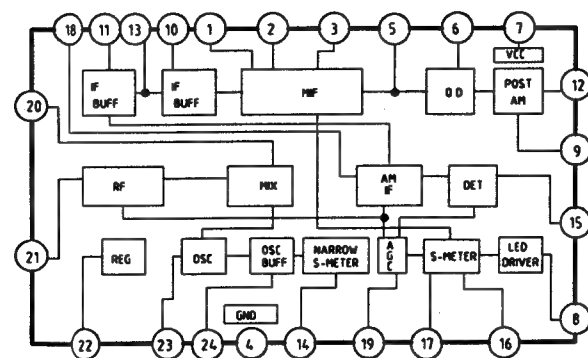 18 11 13 10 1 2 3 5 6 7
VCC
IF BUFF
IF BUFF
MIF
QD
POST AM
12
20
9
RF
MIX
AM IF
DET
15
21
REG
OSC
OSC BUFF
NARROW S-METER
AGC
S-METER
LED DRIVER
GND
8
22 23 24 4 14 19 17 16